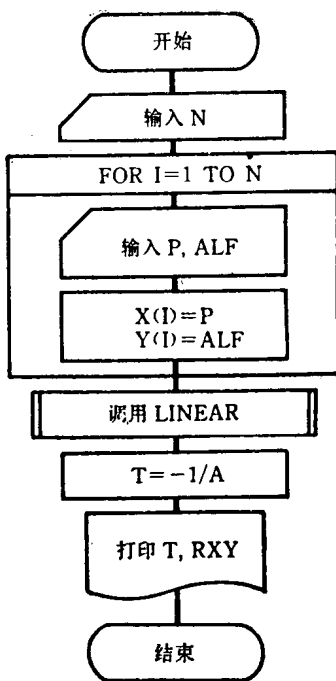 开始
输入 N
FOR I=1 TO N
输入 P, ALF
X(I)=P
Y(I)=ALF
调用 LINEAR
T=-1/A
打印 T, RXY
结束